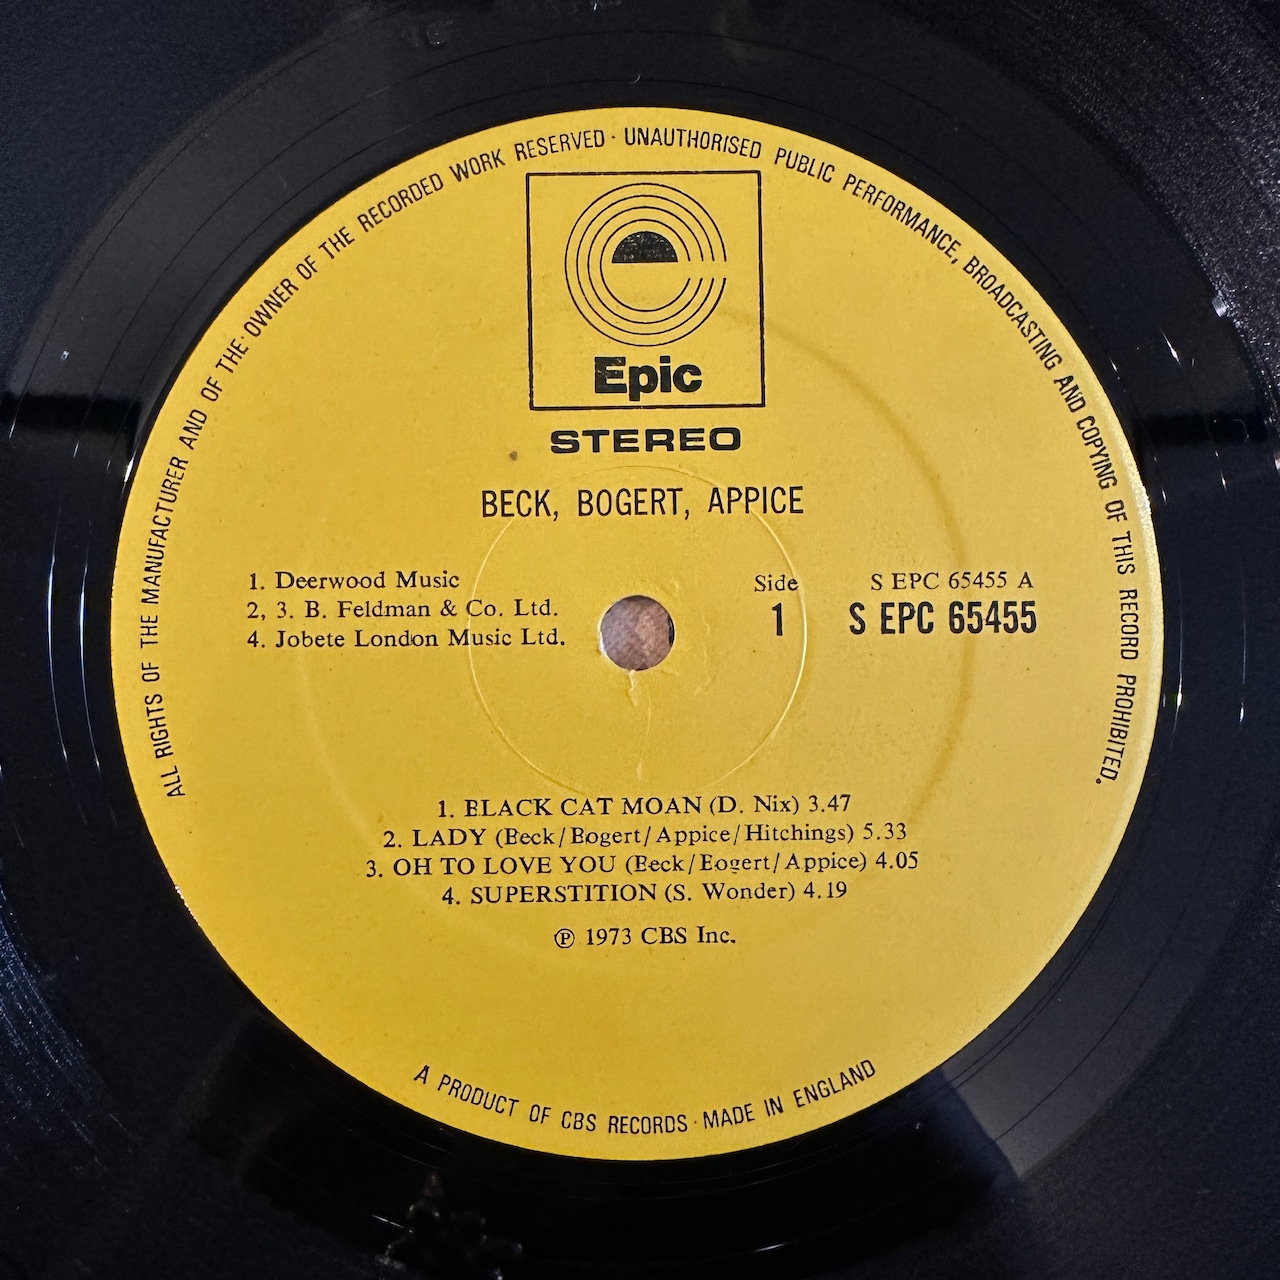 ALL RIGHTS OF THE MANUFACTURER AND OF THE OWNER OF THE RECORDED WORK RESERVED · UNAUTHORISED PUBLIC PERFORMANCE, BROADCASTING AND COPYING OF THIS RECORD PROHIBITED.
Epic
STEREO
BECK, BOGERT, APPICE
1. Deerwood Music
2, 3. B. Feldman & Co. Ltd.
4. Jobete London Music Ltd.
Side
1
S EPC 65455 A
S EPC 65455
1. BLACK CAT MOAN (D. Nix) 3.47
2. LADY (Beck/Bogert/Appice/Hitchings) 5.33
3. OH TO LOVE YOU (Beck/Bogert/Appice) 4.05
4. SUPERSTITION (S. Wonder) 4.19
℗ 1973 CBS Inc.
A PRODUCT OF CBS RECORDS · MADE IN ENGLAND